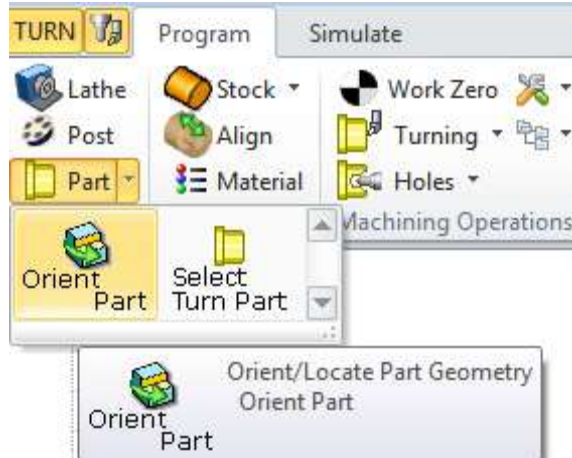 TURN Program Simulate
Lathe Stock Work Zero
Post Align Turning
Part Material Holes
Machining Operations
Orient Part
Select Turn Part
Orient/Locate Part Geometry
Orient Part
Orient
Part